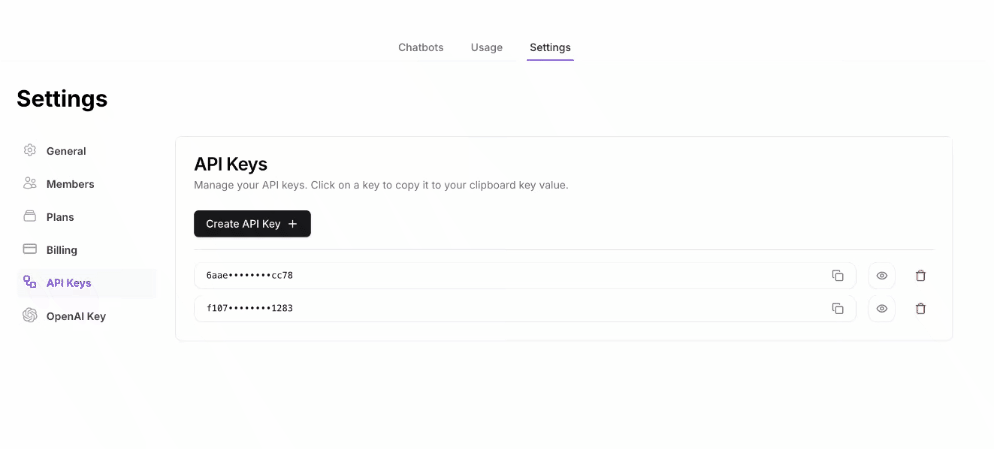 Chatbots Usage Settings
Settings
General
Members
Plans
Billing
API Keys
OpenAI Key
API Keys
Manage your API keys. Click on a key to copy it to your clipboard key value.
Create API Key +
6aae••••••••cc78
f107••••••••1283